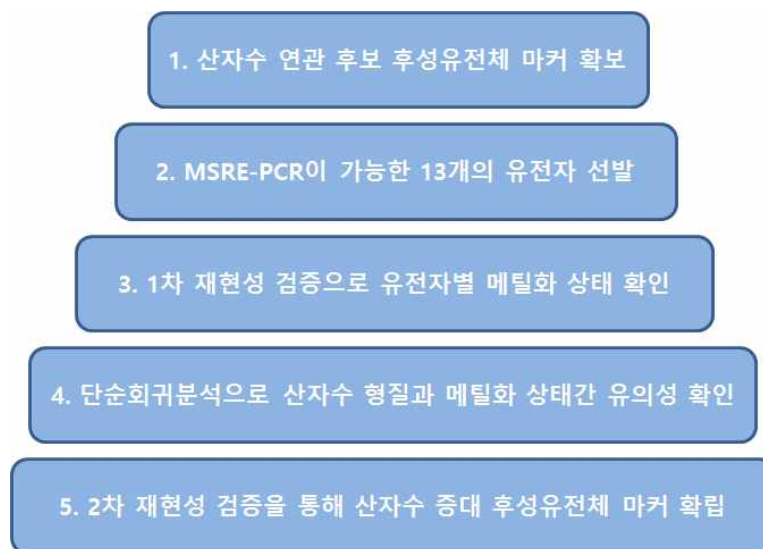 1. 산자수 연관 후보 후성유전체 마커 확보
2. MSRE-PCR이 가능한 13개의 유전자 선발
3. 1차 재현성 검증으로 유전자별 메틸화 상태 확인
4. 단순회귀분석으로 산자수 형질과 메틸화 상태간 유의성 확인
5. 2차 재현성 검증을 통해 산자수 증대 후성유전체 마커 확립